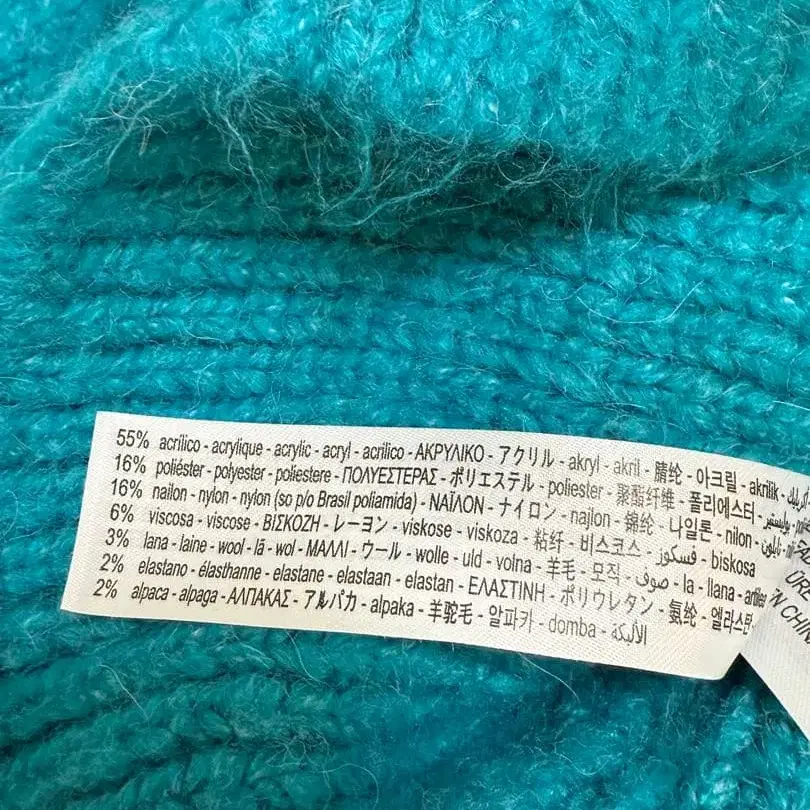 55% acrílico - acrylique - acrylic - acryl - acrilico - ΑΚΡΥΛΙΚΟ - アクリル - akryl - akril - 腈纶 - 아크릴 - akrilik -
16% poliéster - polyester - poliestere - ΠΟΛΥΕΣΤΕΡΑΣ - ポリエステル - poliester - 聚酯纤维 - 폴리에스터 -
16% nailon - nylon - nylon (so p/o Brasil poliamida) - ΝΑΪΛΟΝ - ナイロン - najlon - 锦纶 - 나일론 - nilon - نايلون -
6% viscosa - viscose - ΒΙΣΚΟΖΗ - レーヨン - viskose - viskoza - 粘纤 - 비스코스 - فسكوز - biskosa
3% lana - laine - wool - lã - wol - ΜΑΛΛΙ - ウール - wolle - uld - volna - 羊毛 - 모직 - صوف - la - llana -
2% elastano - élasthanne - elastane - elastaan - elastan - ΕΛΑΣΤΙΝΗ - ポリウレタン - 氨纶 - 엘라스탄
2% alpaca - alpaga - ΑΛΠΑΚΑΣ - アルパカ - alpaka - 羊驼毛 - 알파카 - domba - الألبكة
IN CHINA